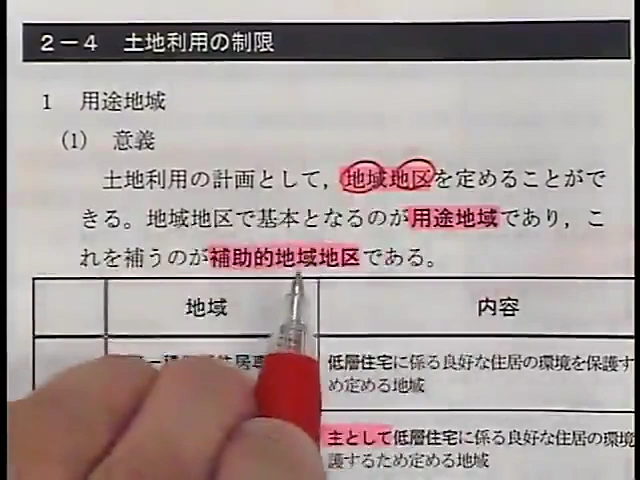 2－4 土地利用の制限
1 用途地域
(1) 意義
土地利用の計画として，地域地区を定めることがで
きる。地域地区で基本となるのが用途地域であり，こ
れを補うのが補助的地域地区である。
地域 内容
低層住宅に係る良好な住居の環境を保護す
め定める地域
主として低層住宅に係る良好な住居の環境
護するため定める地域